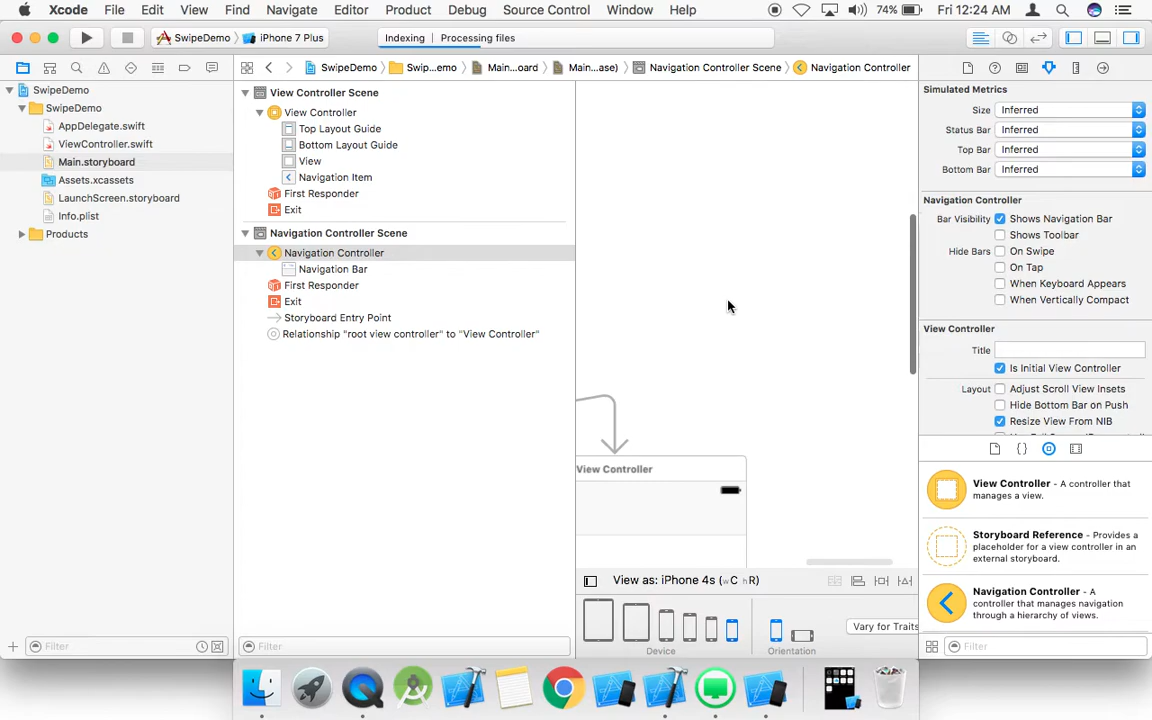 Xcode File Edit View Find Navigate Editor Product Debug Source Control Window Help 74% Fri 12:24 AM
SwipeDemo iPhone 7 Plus Indexing Processing files
SwipeDemo Swip...emo Main...oard Main...ase) Navigation Controller Scene Navigation Controller
SwipeDemo
SwipeDemo
AppDelegate.swift
ViewController.swift
Main.storyboard
Assets.xcassets
LaunchScreen.storyboard
Info.plist
Products
Filter
View Controller Scene
View Controller
Top Layout Guide
Bottom Layout Guide
View
Navigation Item
First Responder
Exit
Navigation Controller Scene
Navigation Controller
Navigation Bar
First Responder
Exit
Storyboard Entry Point
Relationship "root view controller" to "View Controller"
Filter
View Controller
View as: iPhone 4s (wC hR)
Device
Orientation
Vary for Traits
Simulated Metrics
Size Inferred
Status Bar Inferred
Top Bar Inferred
Bottom Bar Inferred
Navigation Controller
Bar Visibility Shows Navigation Bar
Shows Toolbar
Hide Bars On Swipe
On Tap
When Keyboard Appears
When Vertically Compact
View Controller
Title
Is Initial View Controller
Layout Adjust Scroll View Insets
Hide Bottom Bar on Push
Resize View From NIB
View Controller - A controller that
manages a view.
Storyboard Reference - Provides a
placeholder for a view controller in an
external storyboard.
Navigation Controller - A
controller that manages navigation
through a hierarchy of views.
Filter